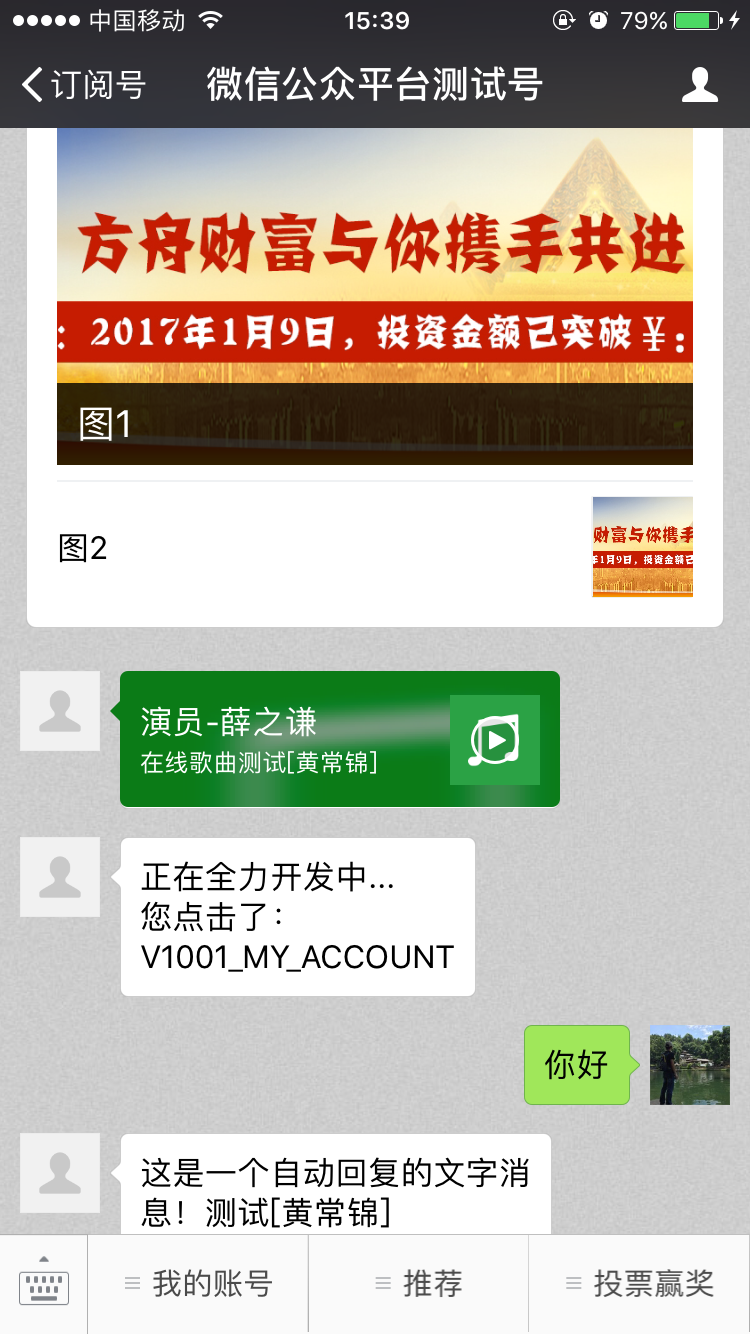 中国移动
15:39
79%
订阅号
微信公众平台测试号
方舟财富与你携手共进
：2017年1月9日，投资金额已突破￥：
图1
图2
财富与你携手
年1月9日，投资金额已
演员-薛之谦
在线歌曲测试[黄常锦]
正在全力开发中...
您点击了：
V1001_MY_ACCOUNT
你好
这是一个自动回复的文字消
息！测试[黄常锦]
我的账号
推荐
投票赢奖